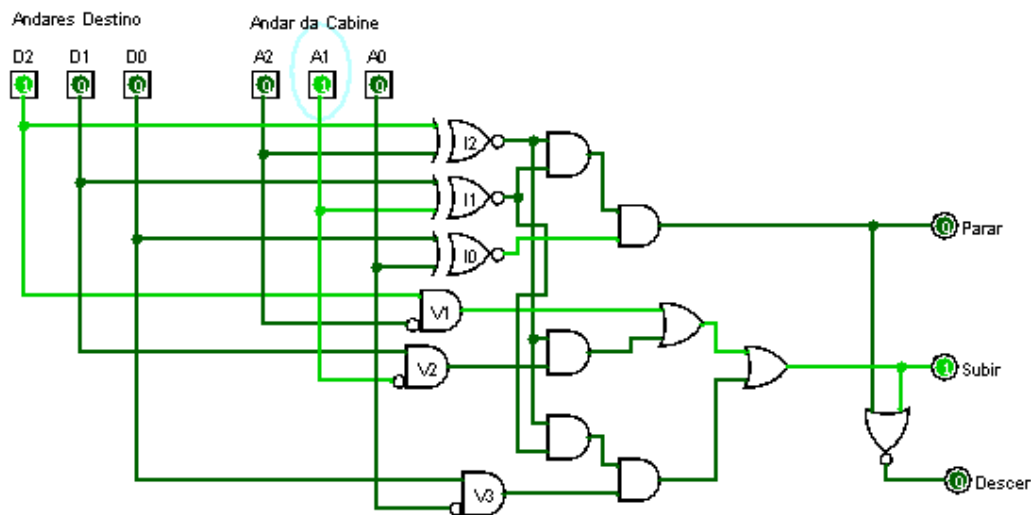 Andares Destino Andar da Cabine
D2 D1 D0 A2 A1 A0
1 0 0 0 1 0
I2
I1
0 Parar
I0
V1
V2
1 Subir
V3
0 Descer